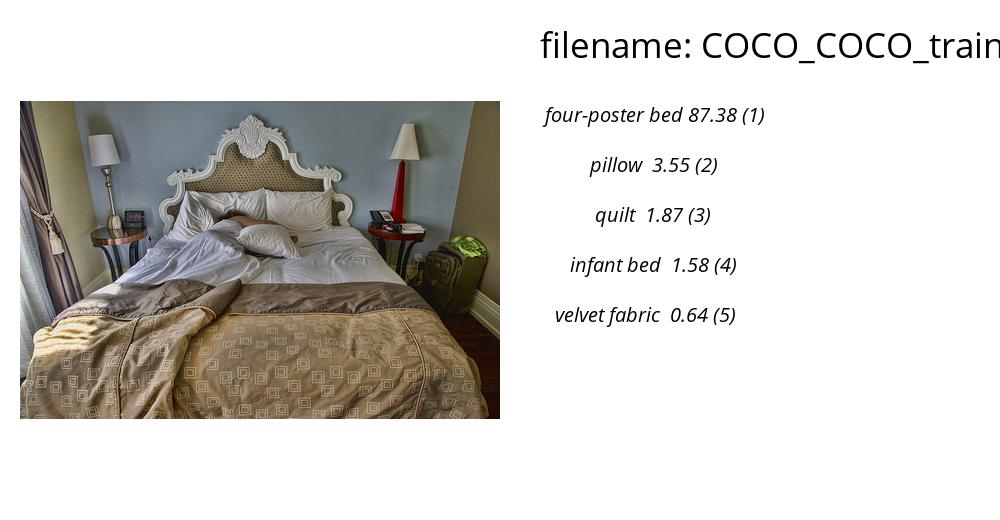 filename: COCO_COCO_train
four-poster bed 87.38 (1)
pillow 3.55 (2)
quilt 1.87 (3)
infant bed 1.58 (4)
velvet fabric 0.64 (5)